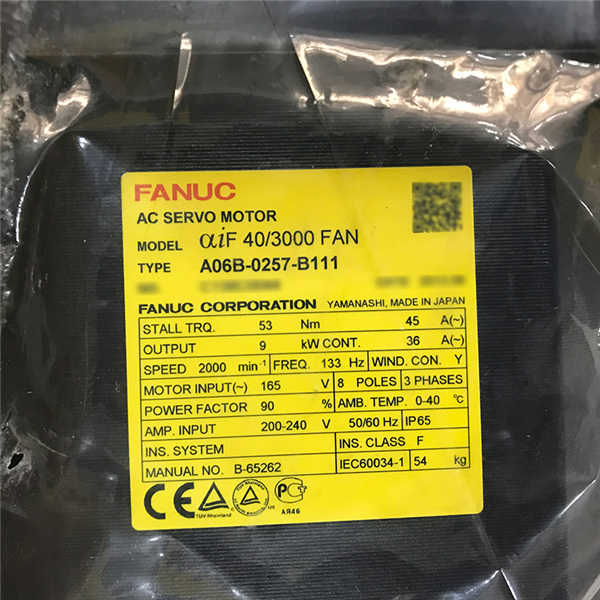 FANUC
AC SERVO MOTOR
MODEL αiF 40/3000 FAN
TYPE A06B-0257-B111
FANUC CORPORATION YAMANASHI, MADE IN JAPAN
STALL TRQ. 53 Nm 45 A(~)
OUTPUT 9 kW CONT. 36 A(~)
SPEED 2000 min-1 FREQ. 133 Hz WIND. CON. Y
MOTOR INPUT(~) 165 V 8 POLES 3 PHASES
POWER FACTOR 90 % AMB. TEMP. 0-40 ℃
AMP. INPUT 200-240 V 50/60 Hz IP65
INS. SYSTEM INS. CLASS F
MANUAL NO. B-65262 IEC60034-1 54 kg
CE
TUV Rheinland
АЯ46